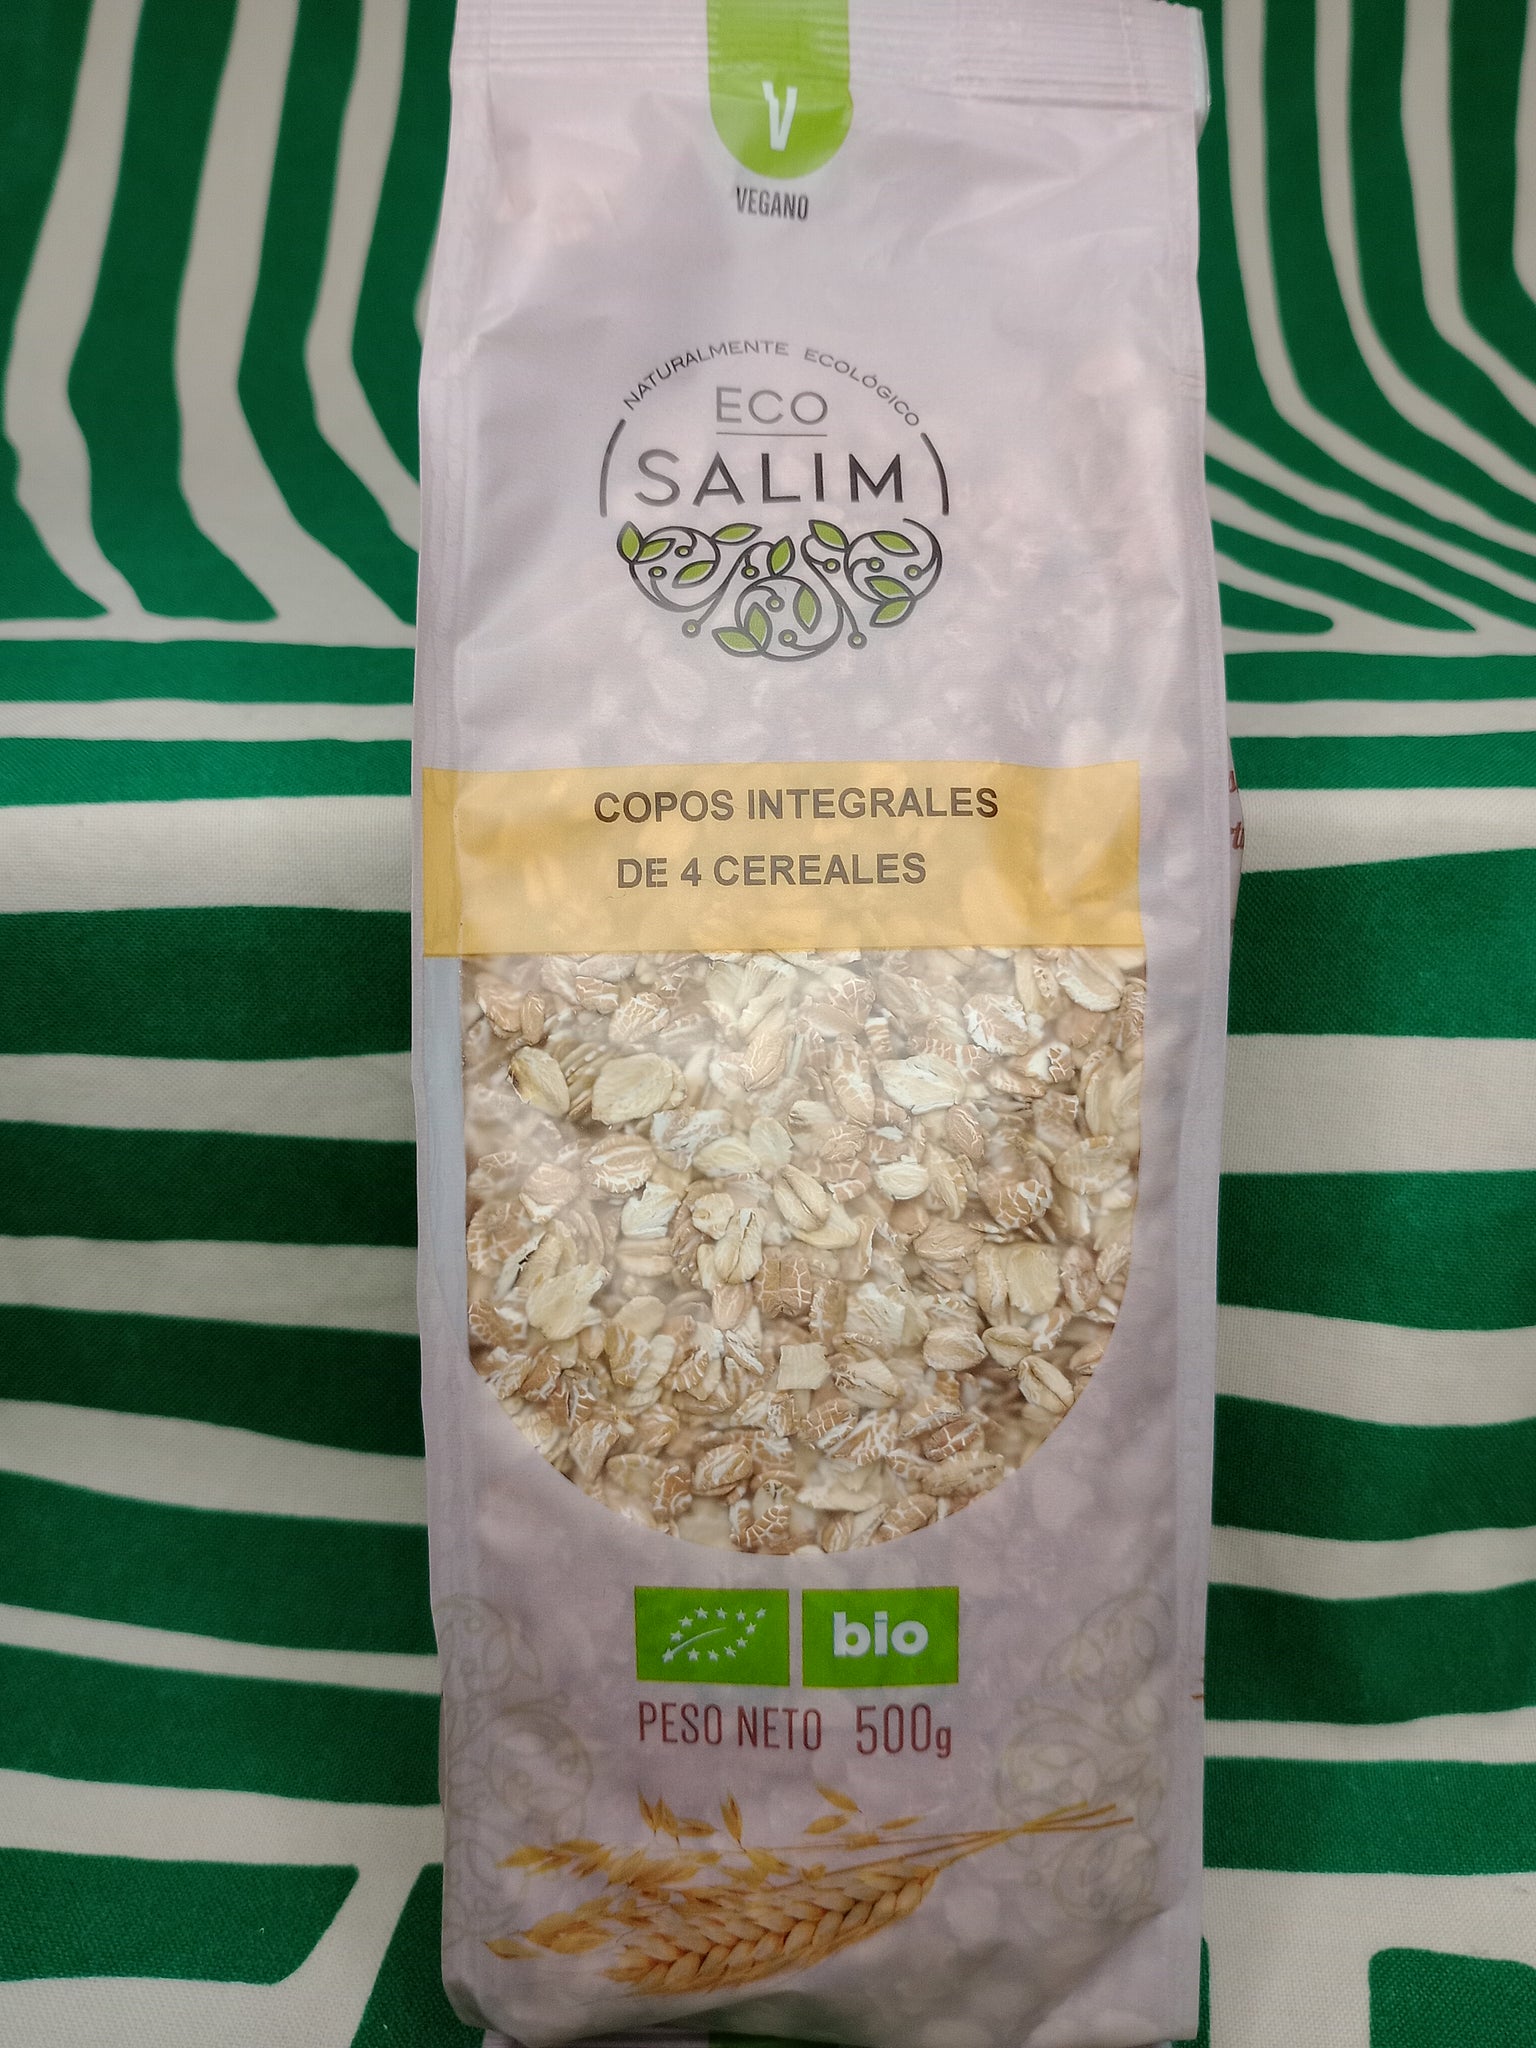 V
VEGANO
NATURALMENTE ECOLÓGICO
ECO
SALIM
COPOS INTEGRALES
DE 4 CEREALES
bio
PESO NETO 500g